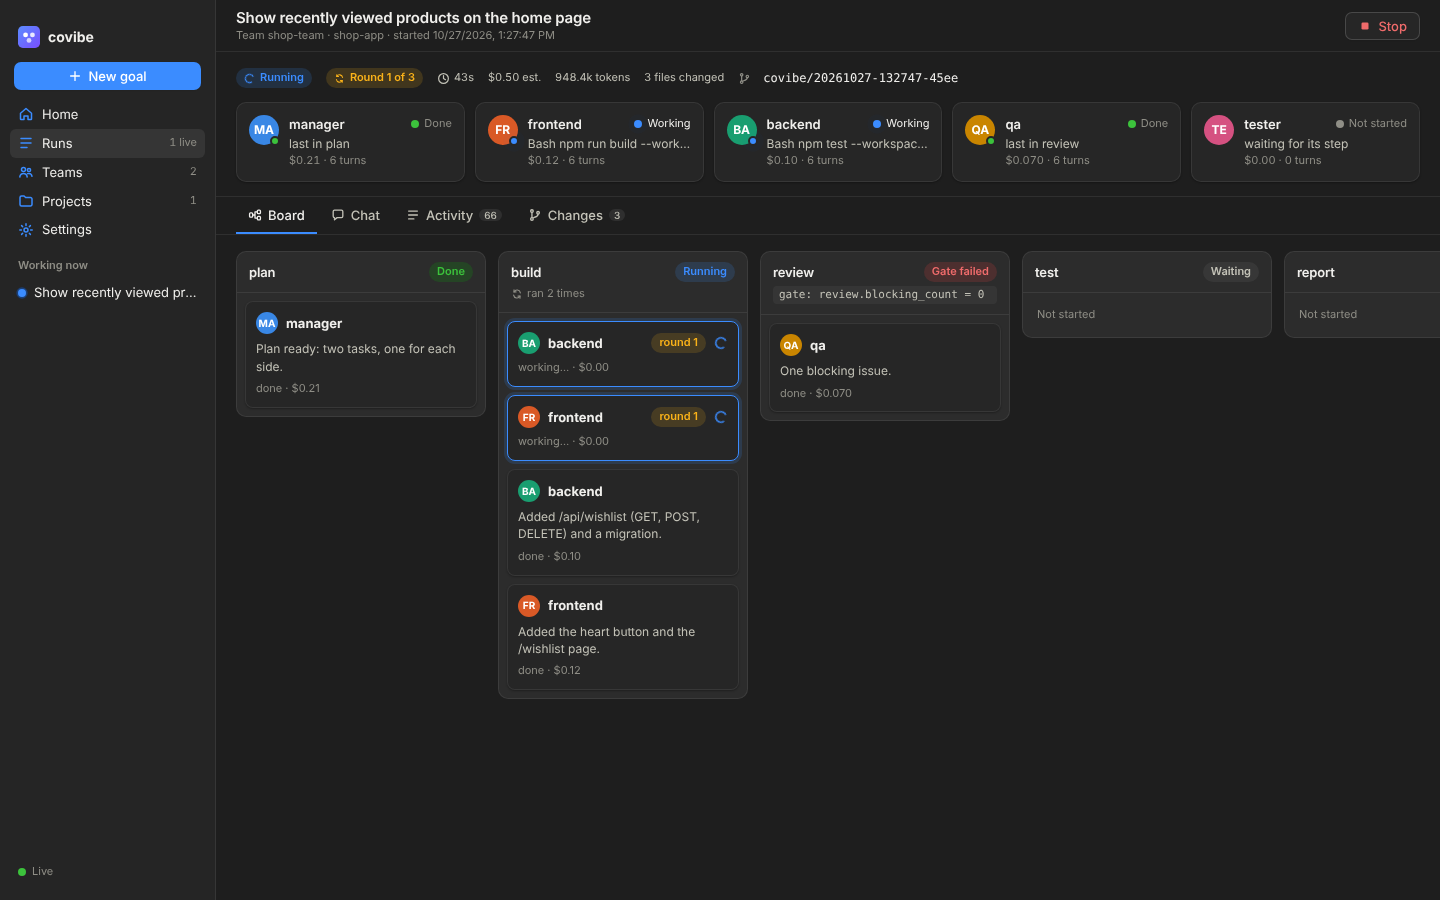 covibe
New goal
Home
Runs 1 live
Teams 2
Projects 1
Settings
Working now
Show recently viewed pr...
Live
Show recently viewed products on the home page
Team shop-team · shop-app · started 10/27/2026, 1:27:47 PM
Stop
Running Round 1 of 3 43s $0.50 est. 948.4k tokens 3 files changed covibe/20261027-132747-45ee
MA manager Done
last in plan
$0.21 · 6 turns
FR frontend Working
Bash npm run build --work...
$0.12 · 6 turns
BA backend Working
Bash npm test --workspac...
$0.10 · 6 turns
QA qa Done
last in review
$0.070 · 6 turns
TE tester Not started
waiting for its step
$0.00 · 0 turns
Board Chat Activity 66 Changes 3
plan Done
MA manager
Plan ready: two tasks, one for each
side.
done · $0.21
build Running
ran 2 times
BA backend round 1
working... · $0.00
FR frontend round 1
working... · $0.00
BA backend
Added /api/wishlist (GET, POST,
DELETE) and a migration.
done · $0.10
FR frontend
Added the heart button and the
/wishlist page.
done · $0.12
review Gate failed
gate: review.blocking_count = 0
QA qa
One blocking issue.
done · $0.070
test Waiting
Not started
report
Not started